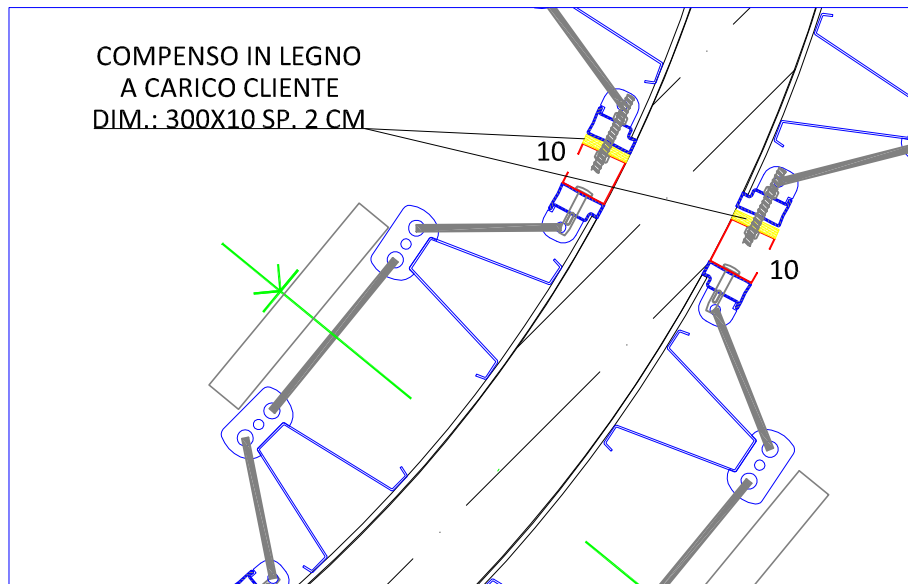 COMPENSO IN LEGNO
A CARICO CLIENTE
DIM.: 300X10 SP. 2 CM
10
10